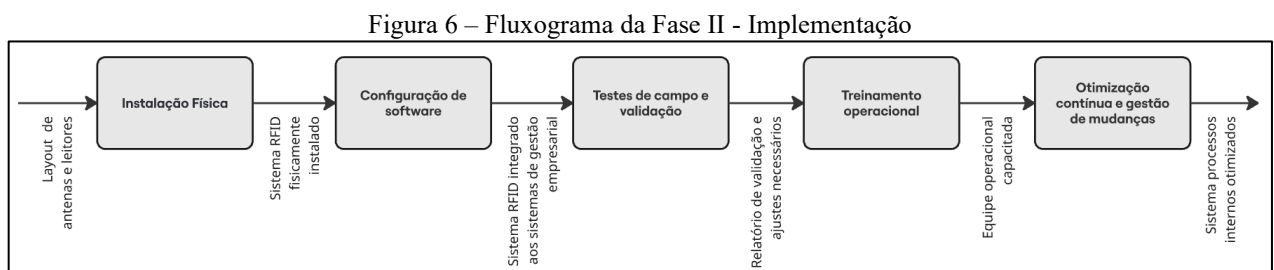 Figura 6 – Fluxograma da Fase II - Implementação
Layout de
antenas e leitores
Instalação Física
Sistema RFID
fisicamente
instalado
Configuração de
software
Sistema RFID integrado
aos sistemas de gestão
empresarial
Testes de campo e
validação
Relatório de validação e
ajustes necessários
Treinamento
operacional
Equipe operacional
capacitada
Otimização
contínua e gestão
de mudanças
Sistema processos
internos otimizados